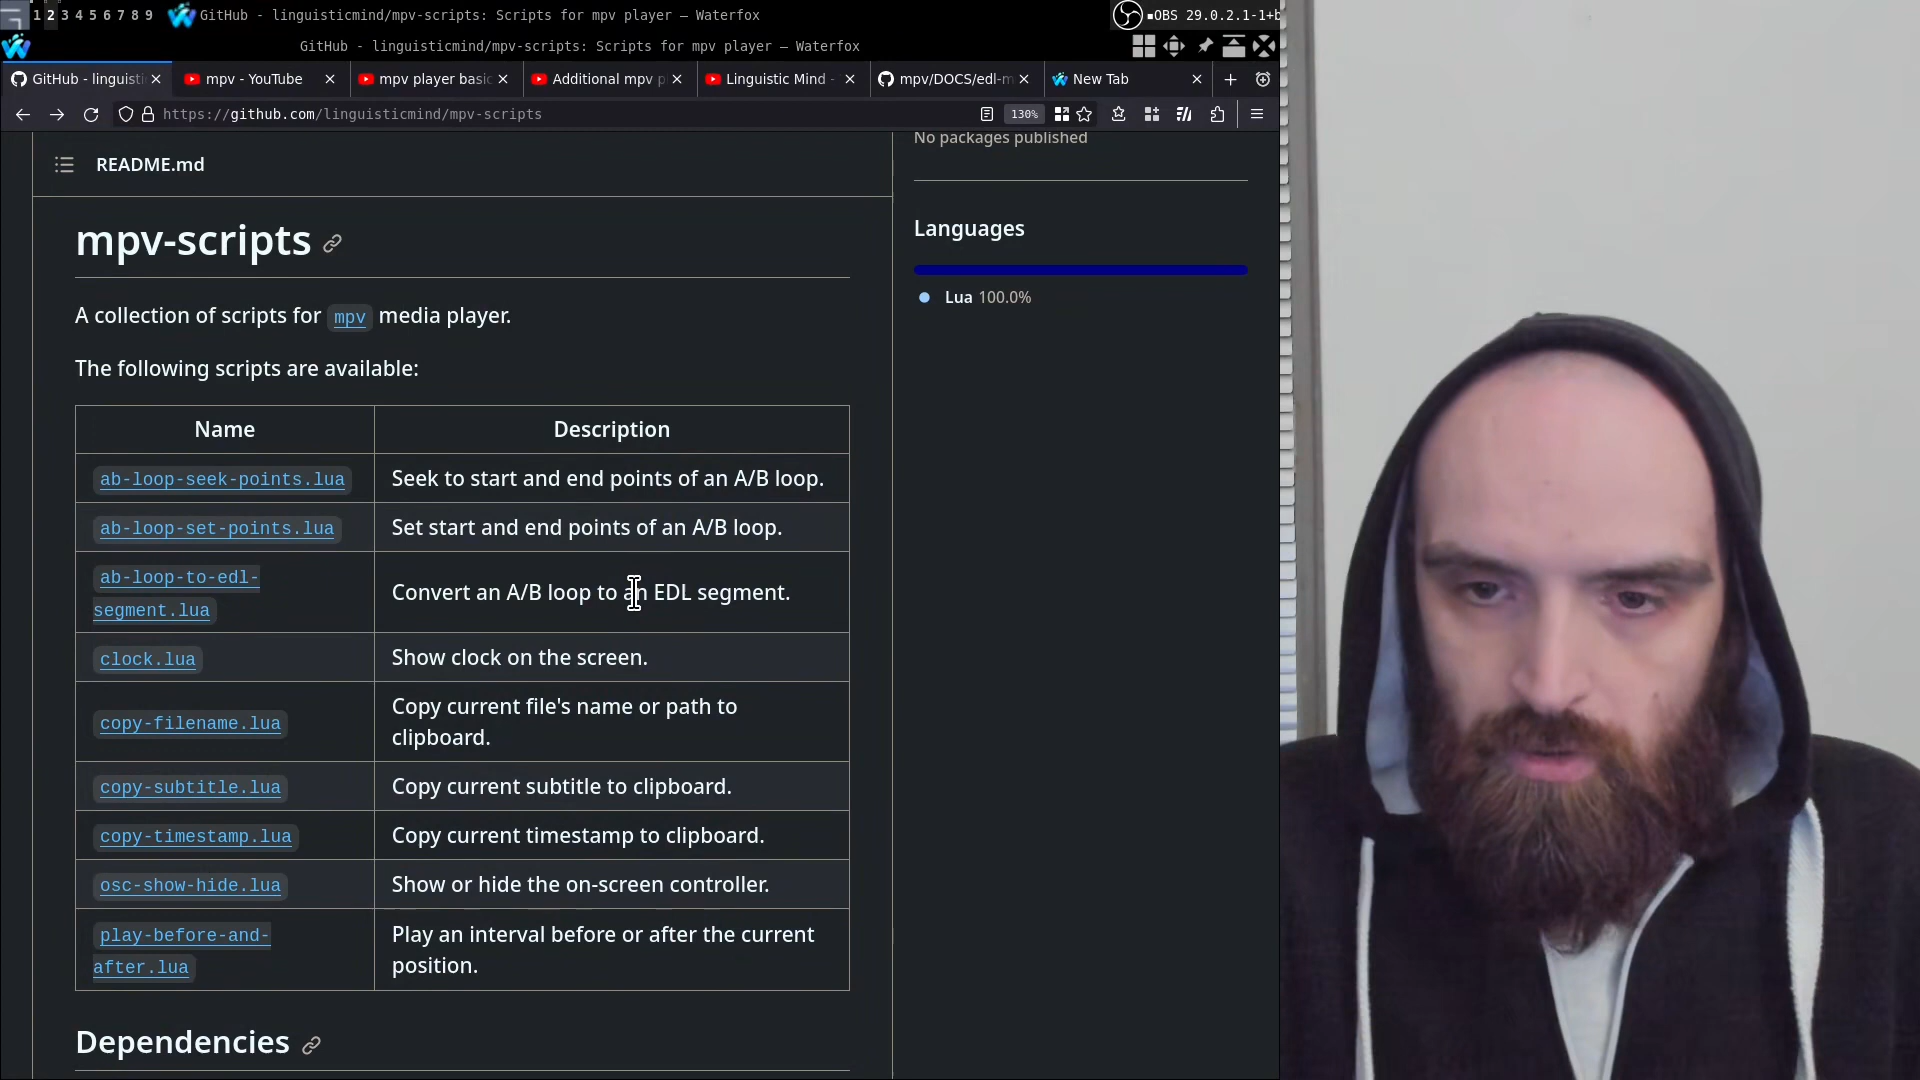 1 2 3 4 5 6 7 8 9 GitHub - linguisticmind/mpv-scripts: Scripts for mpv player — Waterfox ▪OBS 29.0.2.1-1+b
GitHub - linguisticmind/mpv-scripts: Scripts for mpv player — Waterfox
GitHub - linguisti mpv - YouTube mpv player basic Additional mpv p Linguistic Mind - mpv/DOCS/edl-m New Tab
https://github.com/linguisticmind/mpv-scripts 130%
No packages published
README.md
Languages
Lua 100.0%
mpv-scripts
A collection of scripts for mpv media player.
The following scripts are available:
Name Description
ab-loop-seek-points.lua Seek to start and end points of an A/B loop.
ab-loop-set-points.lua Set start and end points of an A/B loop.
ab-loop-to-edl-
segment.lua Convert an A/B loop to an EDL segment.
clock.lua Show clock on the screen.
copy-filename.lua Copy current file's name or path to
clipboard.
copy-subtitle.lua Copy current subtitle to clipboard.
copy-timestamp.lua Copy current timestamp to clipboard.
osc-show-hide.lua Show or hide the on-screen controller.
play-before-and-
after.lua Play an interval before or after the current
position.
Dependencies